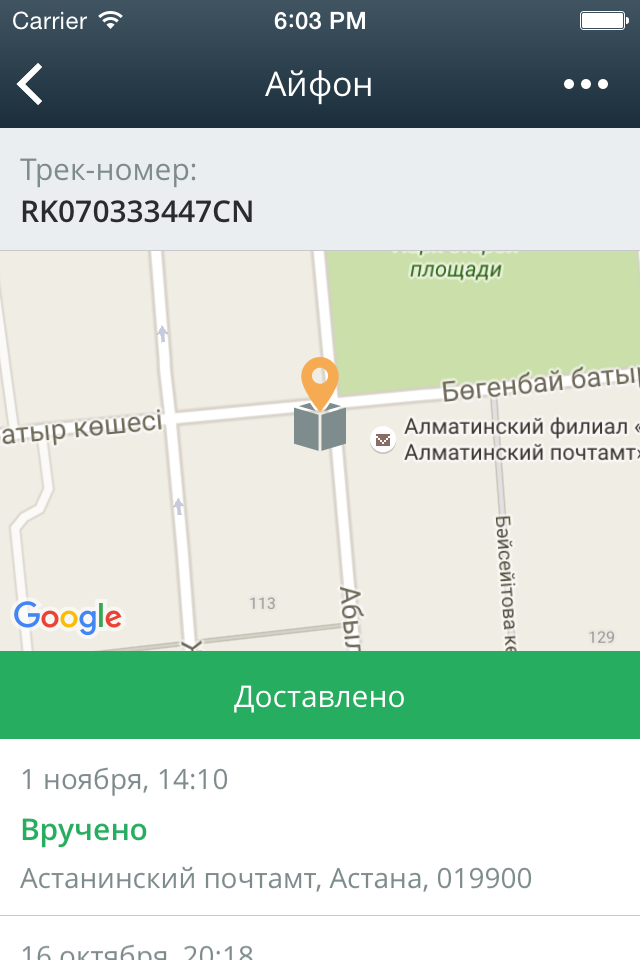 Carrier 6:03 PM
Айфон
Трек-номер:
RK070333447CN
площади
Бөгенбай батыр
атыр көшесі
Алматинский филиал «
Алматинский почтамт»
Бәйсейітова
113
Абыл
Google
129
Доставлено
1 ноября, 14:10
Вручено
Астанинский почтамт, Астана, 019900
16 октября, 20:18